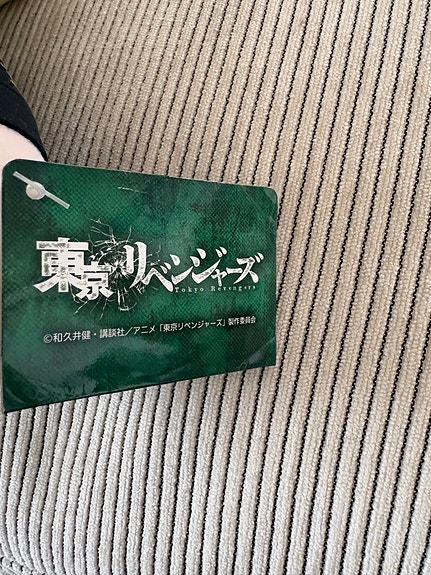 東京リベンジャーズ
Tokyo Revengers
©和久井健・講談社／アニメ「東京リベンジャーズ」製作委員会